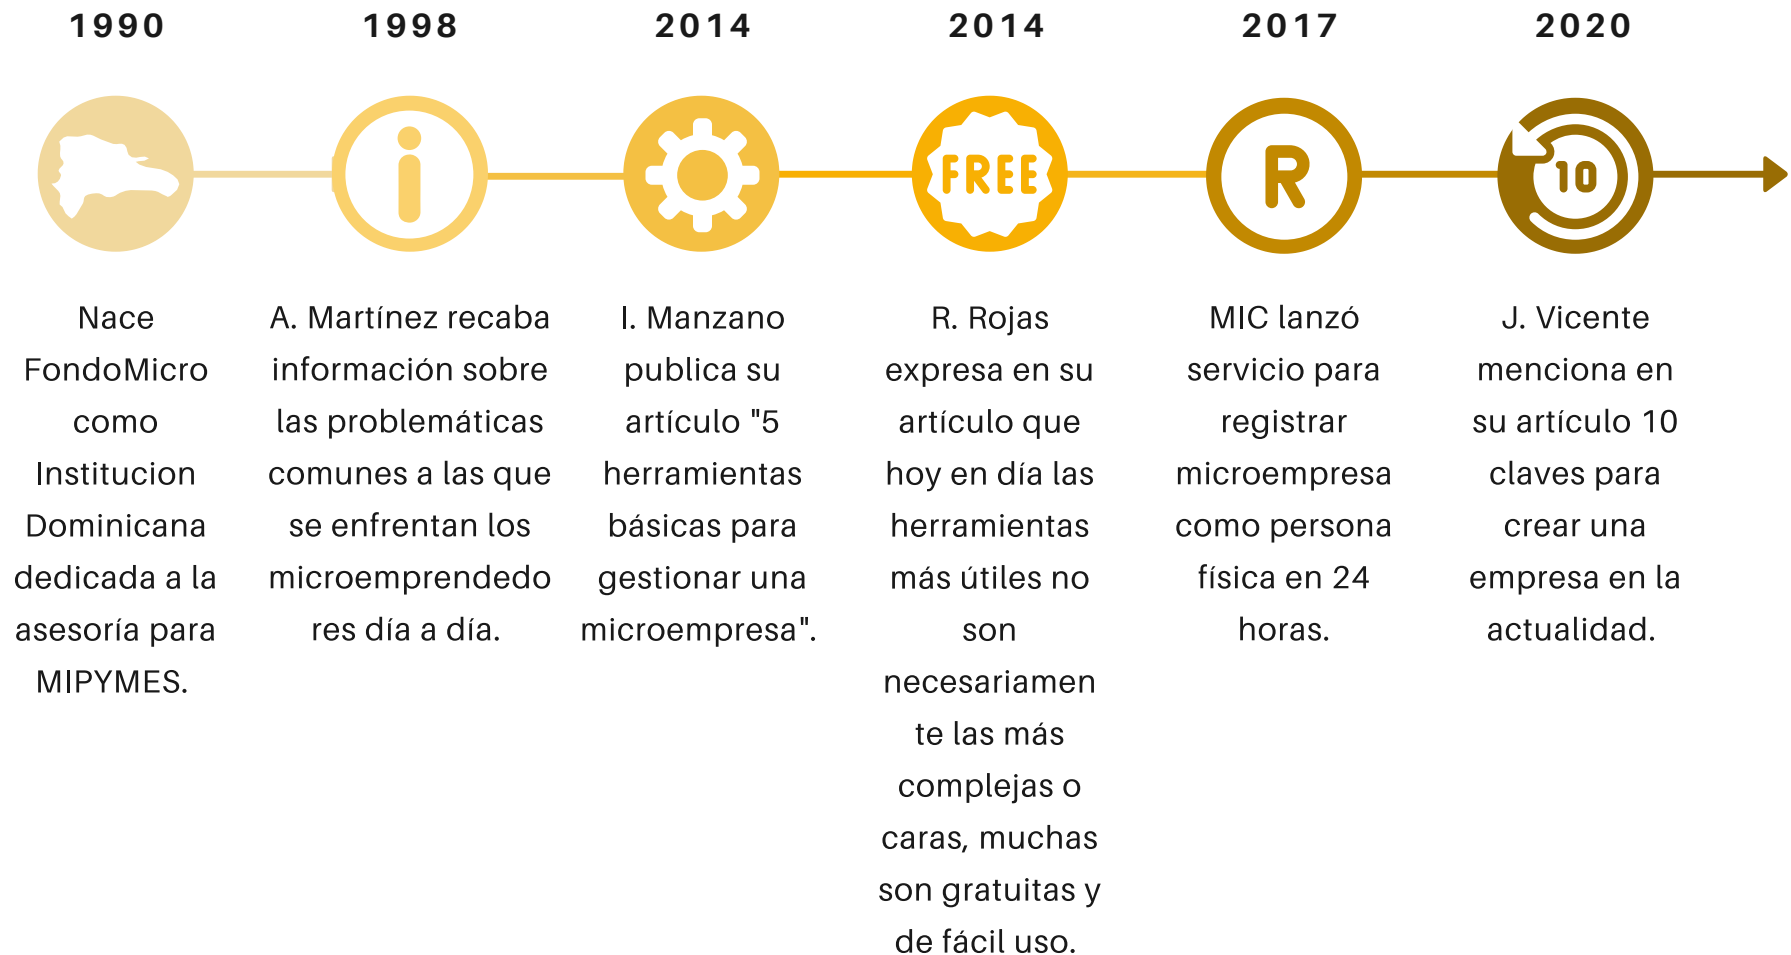 1990
1998
2014
2014
2017
2020
FREE
R
10
Nace
FondoMicro
como
Institucion
Dominicana
dedicada a la
asesoría para
MIPYMES.
A. Martínez recaba
información sobre
las problemáticas
comunes a las que
se enfrentan los
microemprendedo
res día a día.
I. Manzano
publica su
artículo "5
herramientas
básicas para
gestionar una
microempresa".
R. Rojas
expresa en su
artículo que
hoy en día las
herramientas
más útiles no
son
necesariamen
te las más
complejas o
caras, muchas
son gratuitas y
de fácil uso.
MIC lanzó
servicio para
registrar
microempresa
como persona
física en 24
horas.
J. Vicente
menciona en
su artículo 10
claves para
crear una
empresa en la
actualidad.